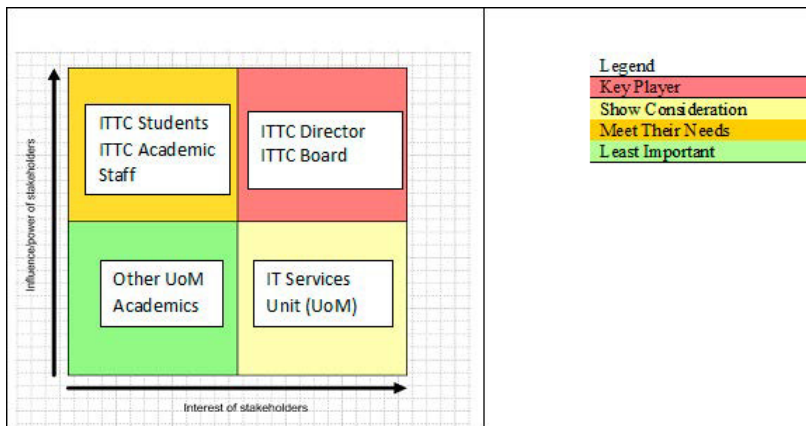 Influence/power of stakeholders
ITTC Students
ITTC Academic
Staff
ITTC Director
ITTC Board
Other UoM
Academics
IT Services
Unit (UoM)
Interest of stakeholders
Legend
Key Player
Show Consideration
Meet Their Needs
Least Important